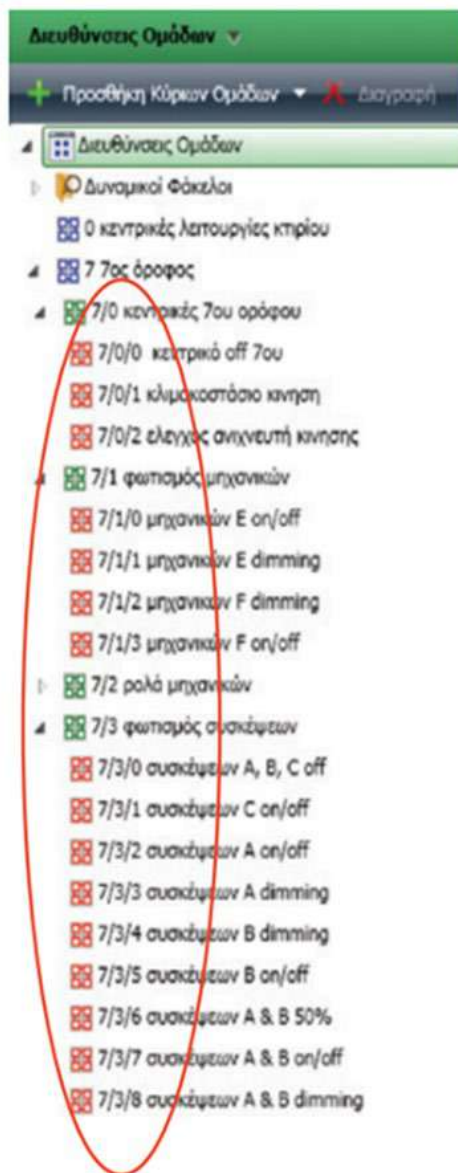 Διευθύνσεις Ομάδων
Προσθήκη Κύριων Ομάδων Διαγραφή
Διευθύνσεις Ομάδων
Δυναμικοί Φάκελοι
0 κεντρικές λειτουργίες κτιρίου
7 7ος όροφος
7/0 κεντρικές 7ου ορόφου
7/0/0 κεντρικό off 7ου
7/0/1 κλιμακοστάσιο κινηση
7/0/2 ελεγχος ανιχνευτή κινησης
7/1 φωτισμός μηχανικών
7/1/0 μηχανικών E on/off
7/1/1 μηχανικών E dimming
7/1/2 μηχανικών F dimming
7/1/3 μηχανικών F on/off
7/2 ρολά μηχανικών
7/3 φωτισμός συσκέψεων
7/3/0 συσκέψεων A, B, C off
7/3/1 συσκέψεων C on/off
7/3/2 συσκέψεων A on/off
7/3/3 συσκέψεων A dimming
7/3/4 συσκέψεων B dimming
7/3/5 συσκέψεων B on/off
7/3/6 συσκέψεων A & B 50%
7/3/7 συσκέψεων A & B on/off
7/3/8 συσκέψεων A & B dimming